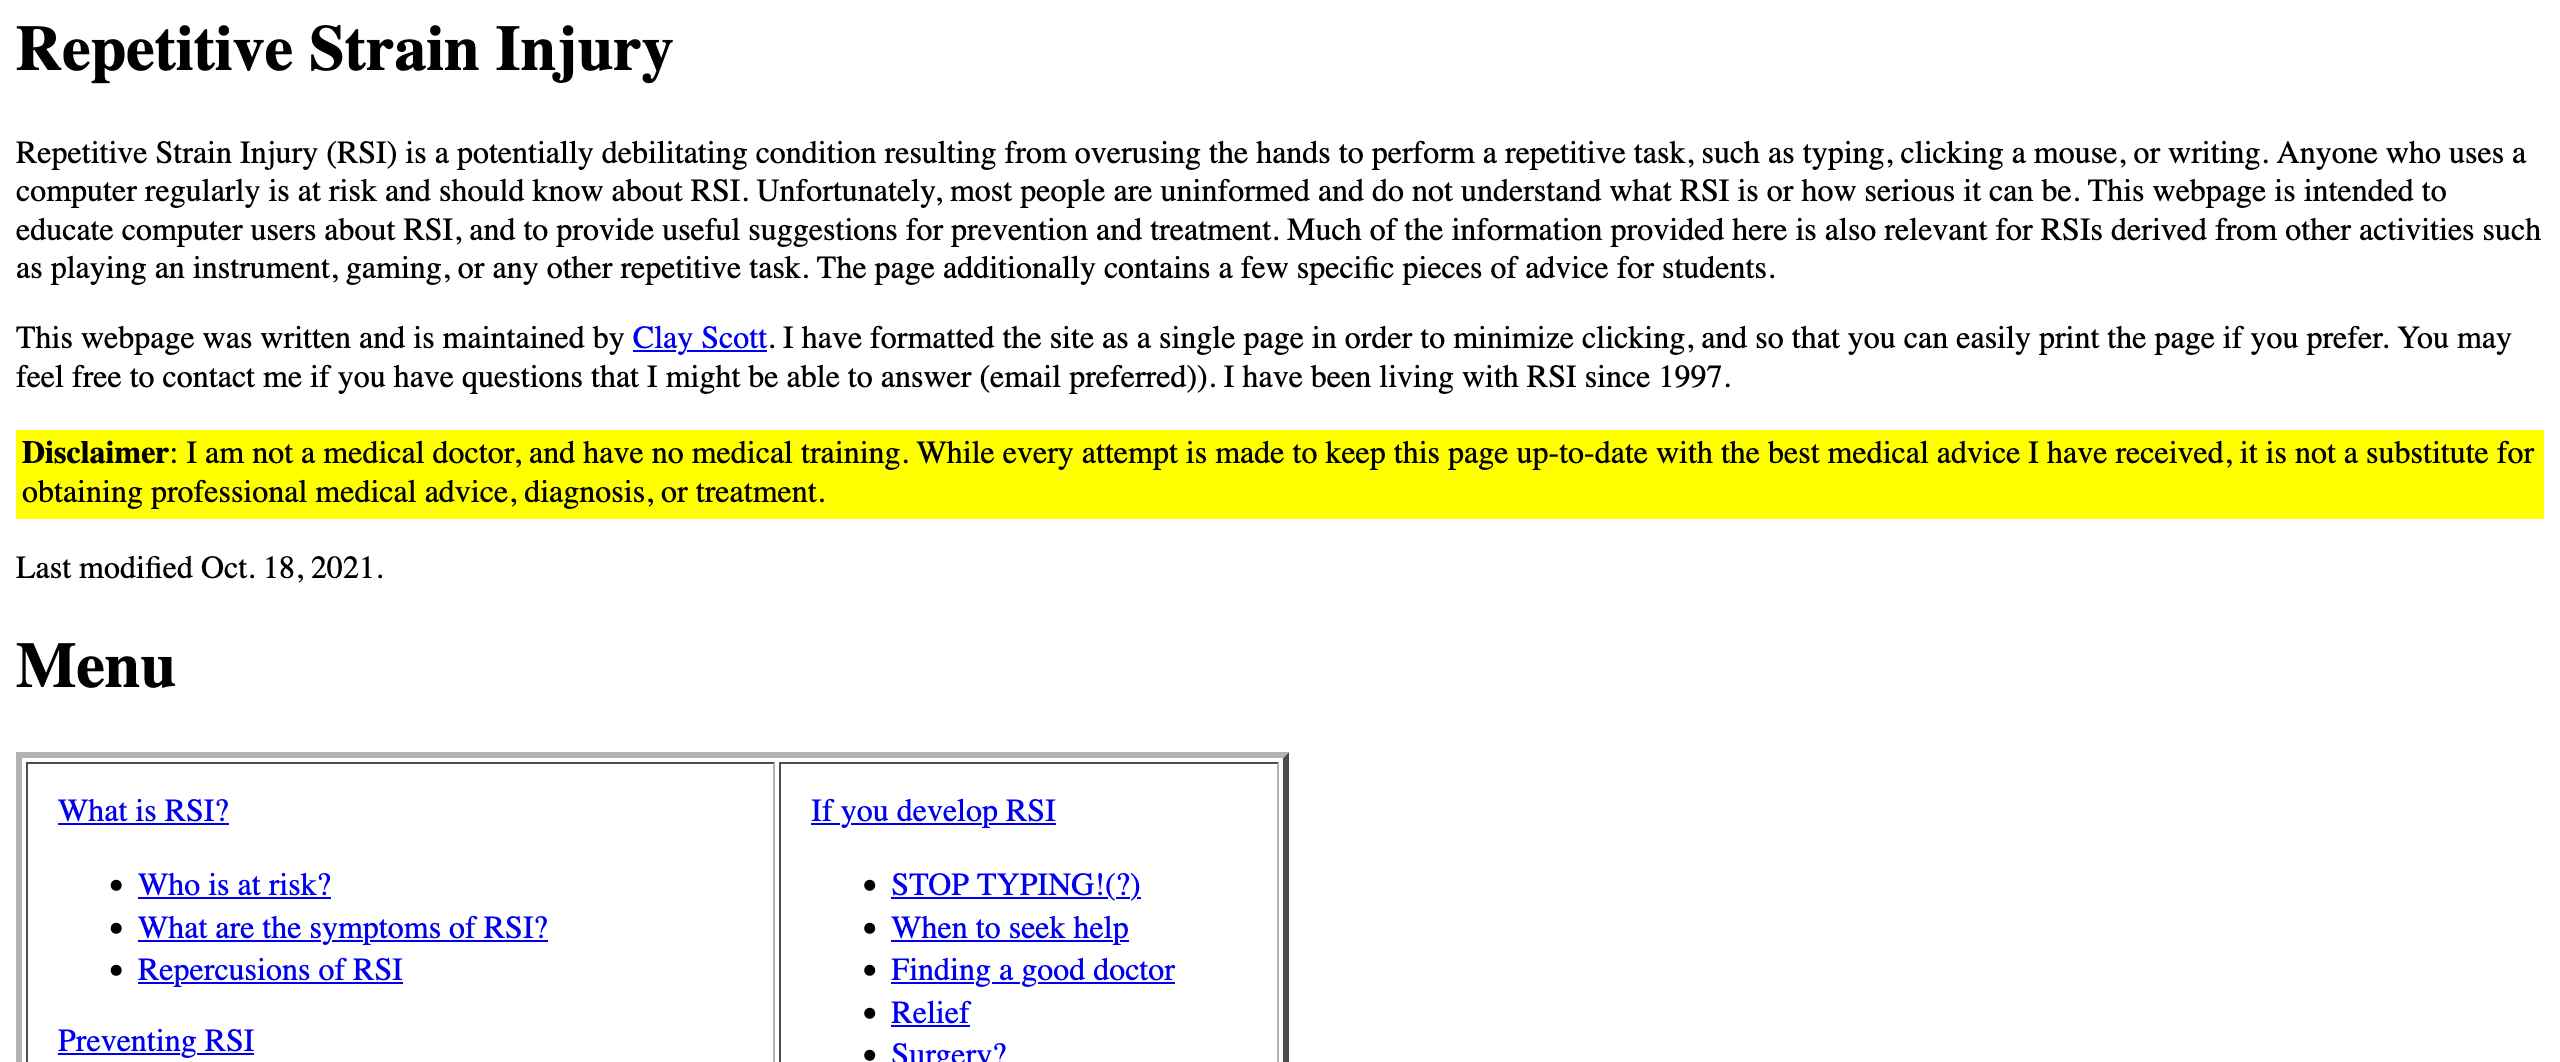 Repetitive Strain Injury
Repetitive Strain Injury (RSI) is a potentially debilitating condition resulting from overusing the hands to perform a repetitive task, such as typing, clicking a mouse, or writing. Anyone who uses a
computer regularly is at risk and should know about RSI. Unfortunately, most people are uninformed and do not understand what RSI is or how serious it can be. This webpage is intended to
educate computer users about RSI, and to provide useful suggestions for prevention and treatment. Much of the information provided here is also relevant for RSIs derived from other activities such
as playing an instrument, gaming, or any other repetitive task. The page additionally contains a few specific pieces of advice for students.
This webpage was written and is maintained by Clay Scott. I have formatted the site as a single page in order to minimize clicking, and so that you can easily print the page if you prefer. You may
feel free to contact me if you have questions that I might be able to answer (email preferred)). I have been living with RSI since 1997.
Disclaimer: I am not a medical doctor, and have no medical training. While every attempt is made to keep this page up-to-date with the best medical advice I have received, it is not a substitute for
obtaining professional medical advice, diagnosis, or treatment.
Last modified Oct. 18, 2021.
Menu
What is RSI?
• Who is at risk?
• What are the symptoms of RSI?
• Repercusions of RSI
Preventing RSI
If you develop RSI
• STOP TYPING!(?)
• When to seek help
• Finding a good doctor
• Relief
• Surgery?